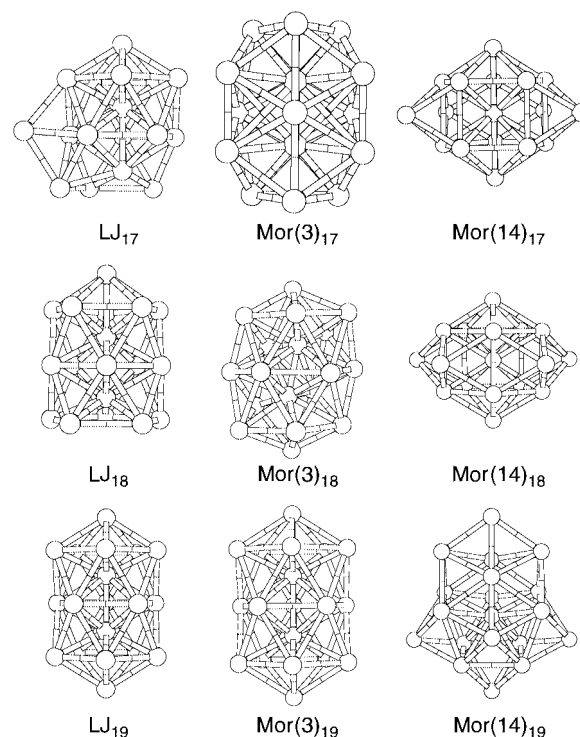 LJ₁₇ Mor(3)₁₇ Mor(14)₁₇
LJ₁₈ Mor(3)₁₈ Mor(14)₁₈
LJ₁₉ Mor(3)₁₉ Mor(14)₁₉